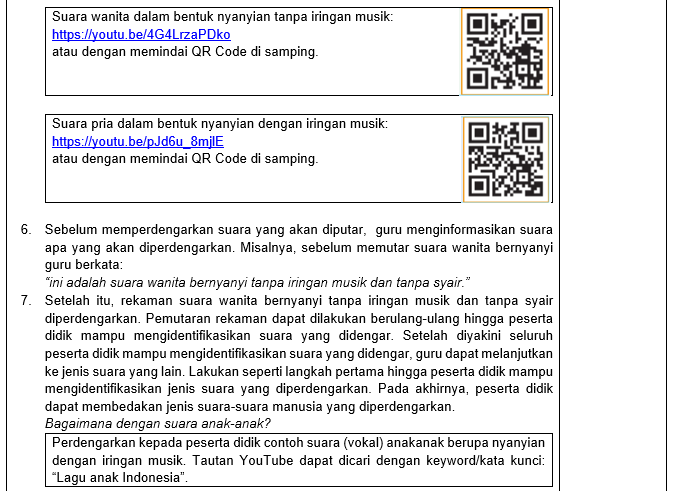 Suara wanita dalam bentuk nyanyian tanpa iringan musik:
https://youtu.be/4G4LrzaPDko
atau dengan memindai QR Code di samping.
Suara pria dalam bentuk nyanyian dengan iringan musik:
https://youtu.be/pJd6u_8mjlE
atau dengan memindai QR Code di samping.
6. Sebelum memperdengarkan suara yang akan diputar, guru menginformasikan suara
apa yang akan diperdengarkan. Misalnya, sebelum memutar suara wanita bernyanyi
guru berkata:
“ini adalah suara wanita bernyanyi tanpa iringan musik dan tanpa syair.”
7. Setelah itu, rekaman suara wanita bernyanyi tanpa iringan musik dan tanpa syair
diperdengarkan. Pemutaran rekaman dapat dilakukan berulang-ulang hingga peserta
didik mampu mengidentifikasikan suara yang didengar. Setelah diyakini seluruh
peserta didik mampu mengidentifikasikan suara yang didengar, guru dapat melanjutkan
ke jenis suara yang lain. Lakukan seperti langkah pertama hingga peserta didik mampu
mengidentifikasikan jenis suara yang diperdengarkan. Pada akhirnya, peserta didik
dapat membedakan jenis suara-suara manusia yang diperdengarkan.
Bagaimana dengan suara anak-anak?
Perdengarkan kepada peserta didik contoh suara (vokal) anakanak berupa nyanyian
dengan iringan musik. Tautan YouTube dapat dicari dengan keyword/kata kunci:
“Lagu anak Indonesia”.